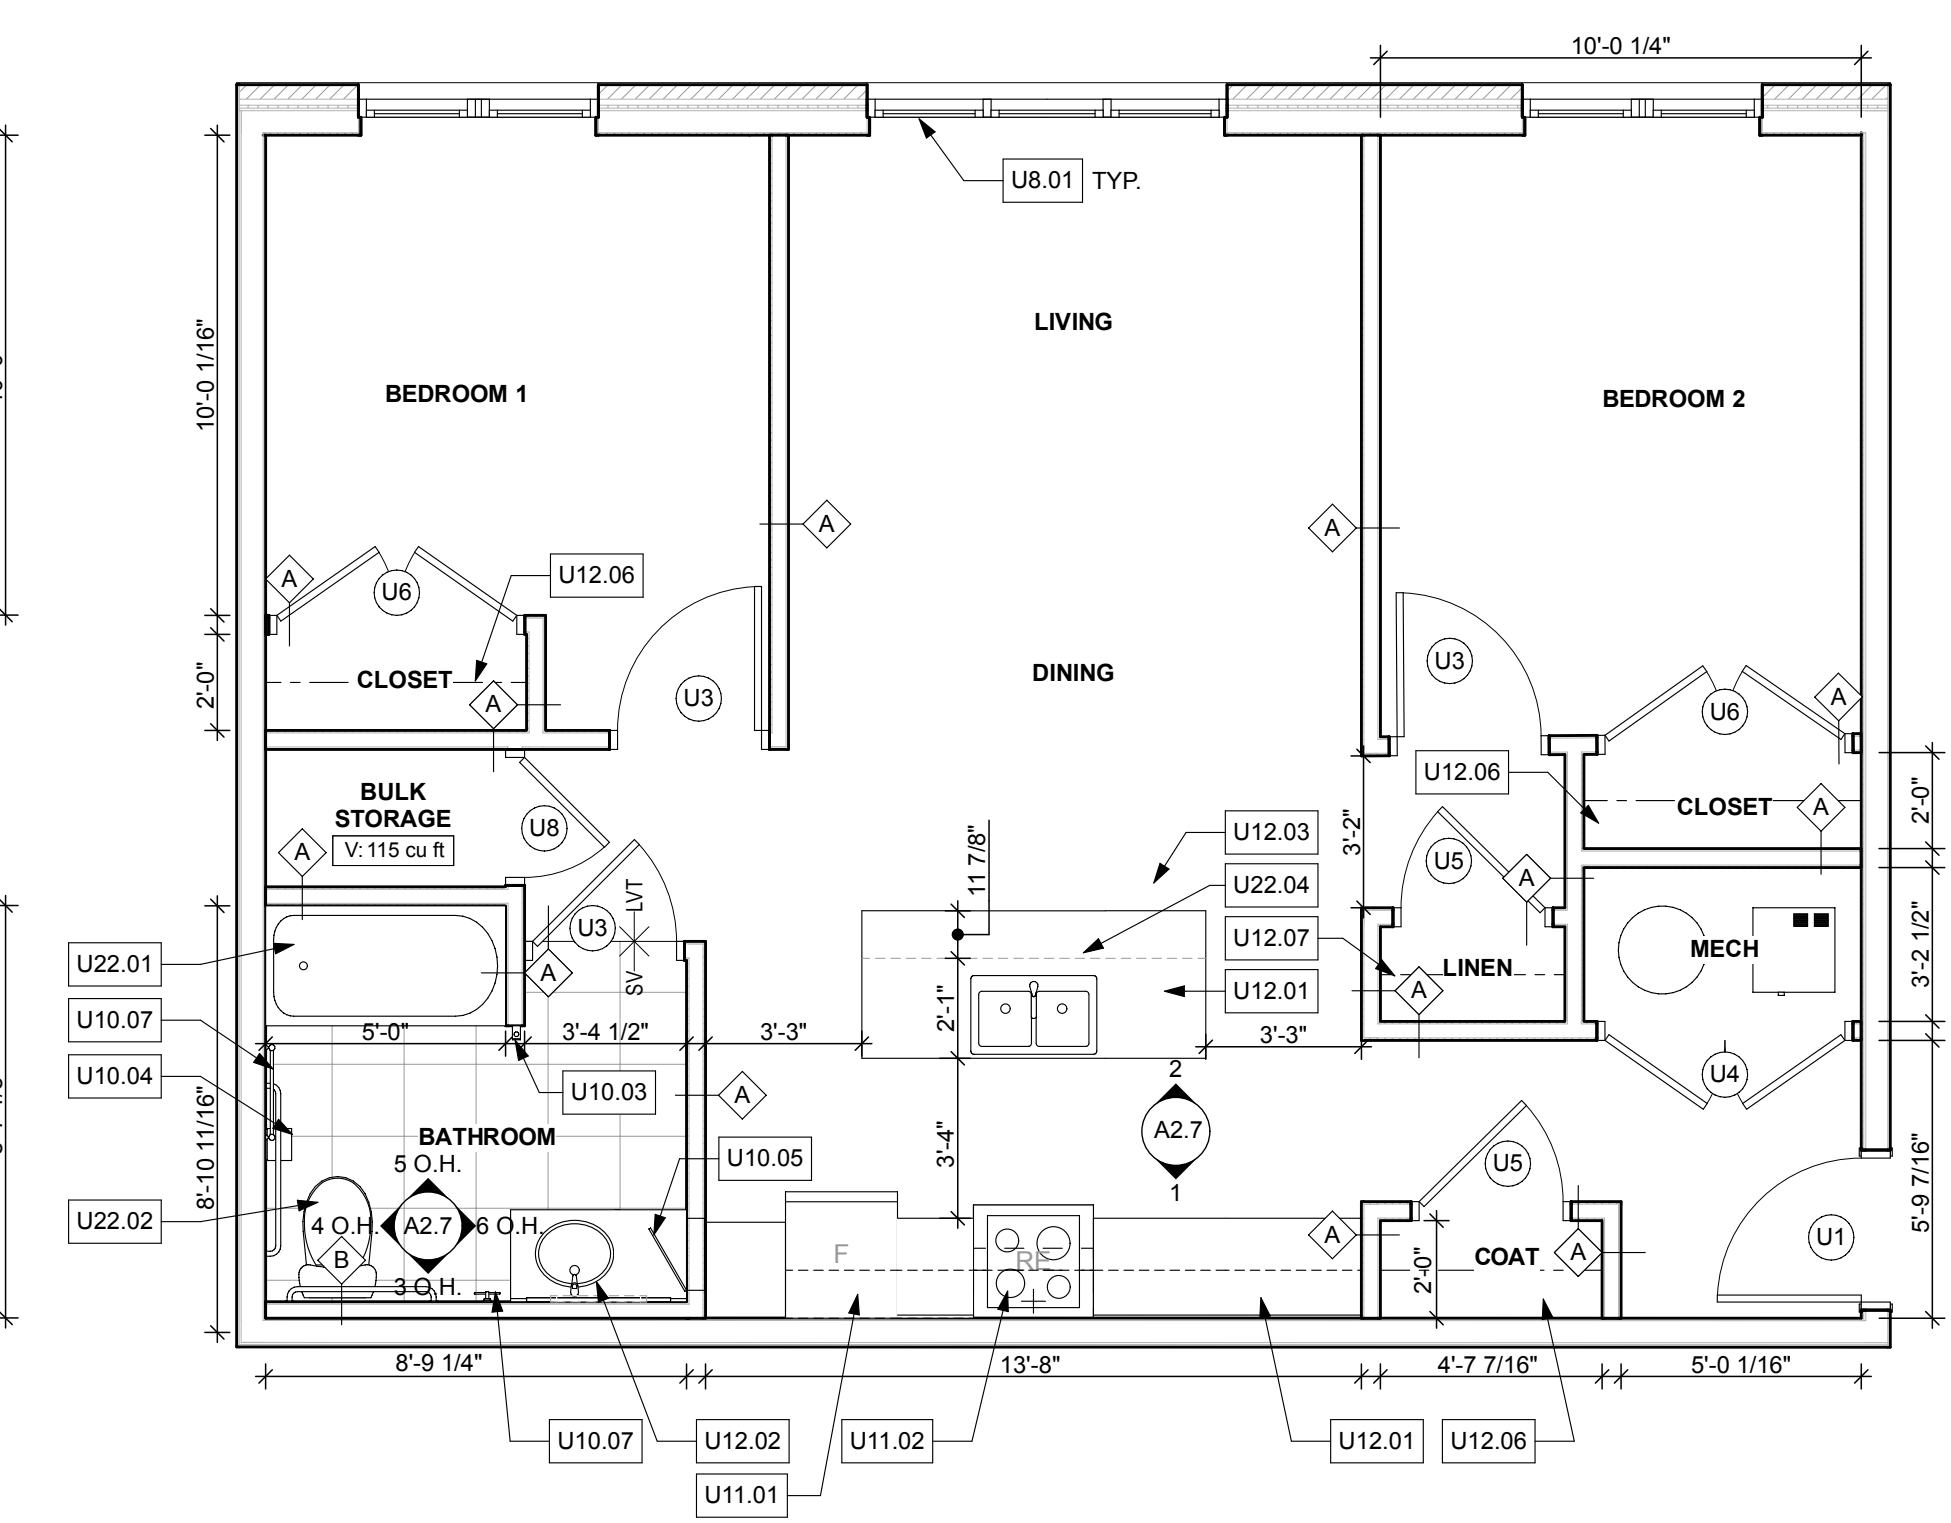 10'-0 1/4"
U8.01 TYP.
LIVING
10'-0 1/16"
BEDROOM 1
BEDROOM 2
A
A
A
U6
U12.06
U3
CLOSET
2'-0"
A
U3
DINING
U6
A
BULK
STORAGE
V: 115 cu ft
U8
A
U12.06
CLOSET
A
2'-0"
3'-2"
11 7/8"
U12.03
U22.04
U12.07
U12.01
U5
A
LVT
SV
U3
A
U22.01
U10.07
U10.04
U22.02
LINEN
A
MECH
3'-2 1/2"
5'-0"
3'-4 1/2"
3'-3"
2'-1"
3'-3"
U10.03
A
8'-10 11/16"
BATHROOM
U10.05
5 O.H.
4 O.H.
A2.7
6 O.H.
3 O.H.
B
3'-4"
2
A2.7
1
U4
U5
F
RF
A
COAT
2'-0"
A
U1
5'-9 7/16"
8'-9 1/4"
13'-8"
4'-7 7/16"
5'-0 1/16"
U10.07
U12.02
U11.02
U12.01
U12.06
U11.01